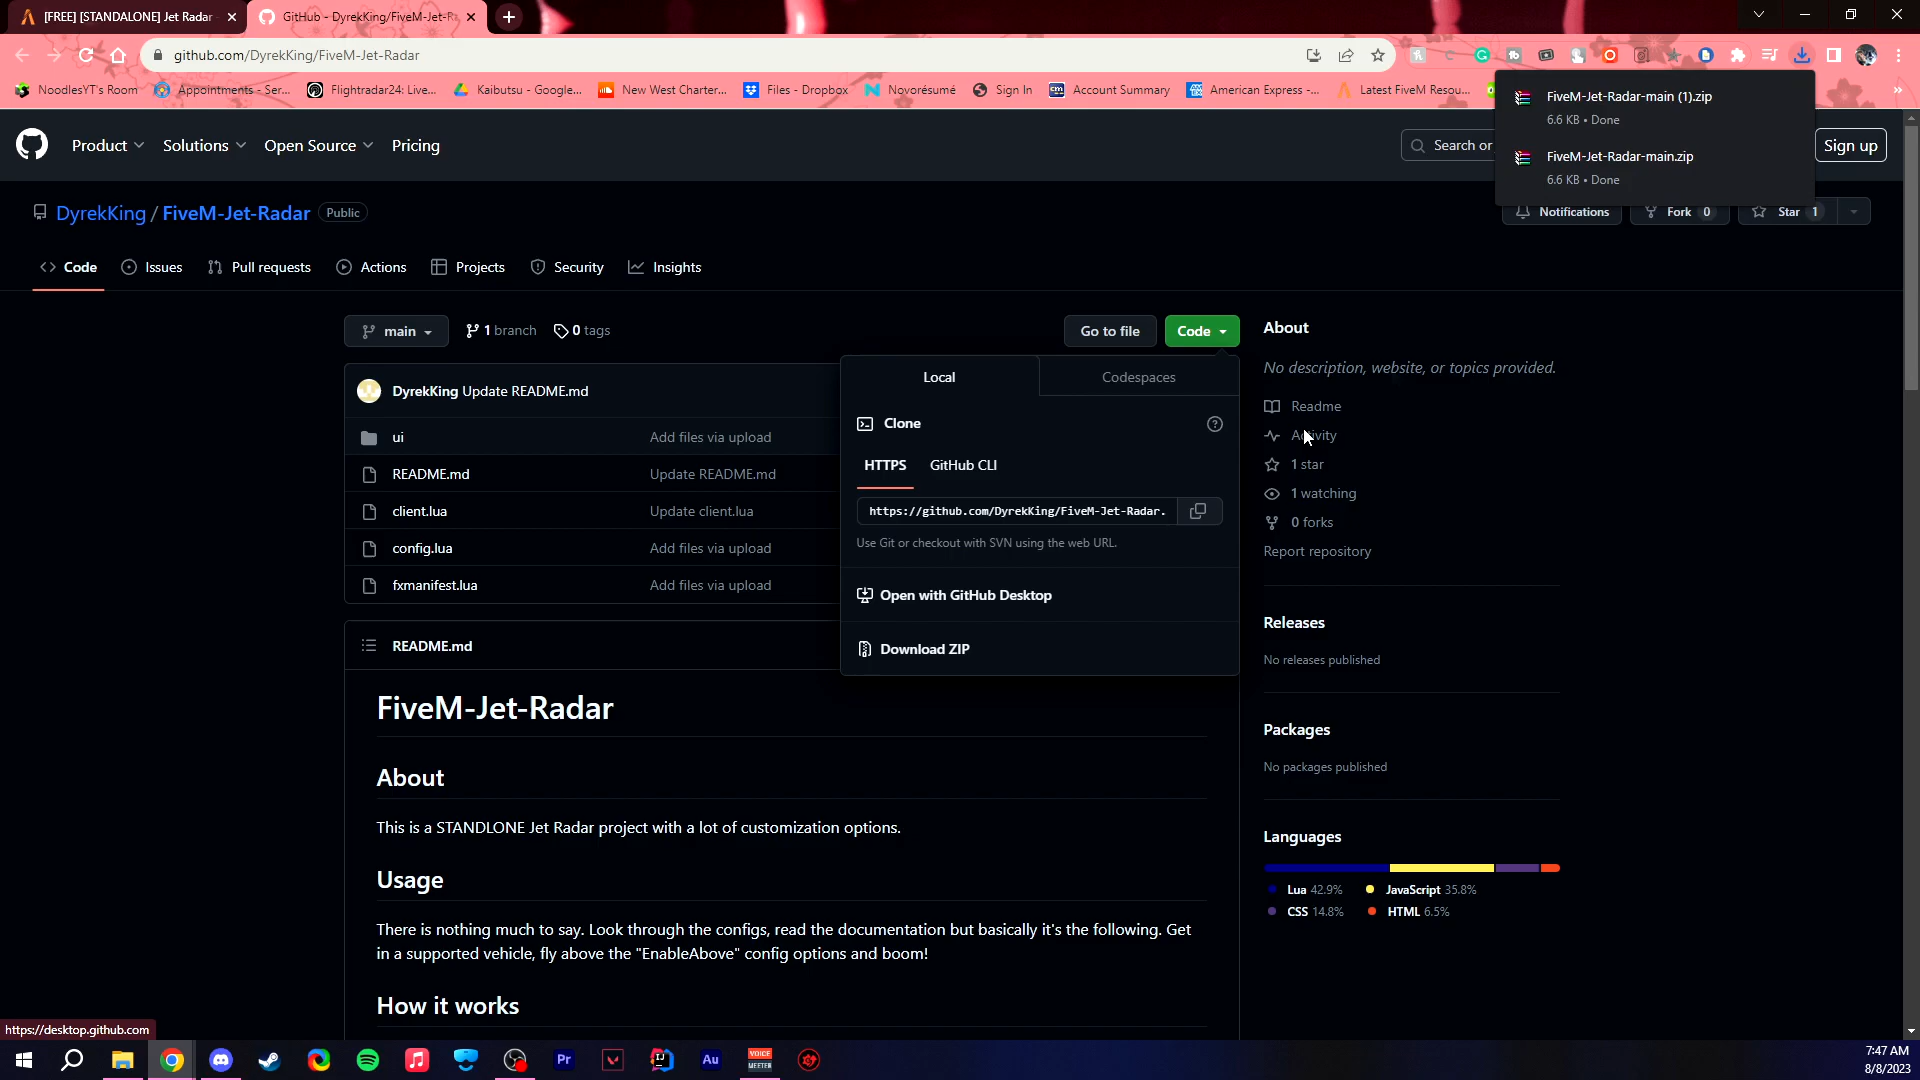 [FREE] [STANDALONE] Jet Radar
GitHub - DyrekKing/FiveM-Jet-Ra
github.com/DyrekKing/FiveM-Jet-Radar
NoodlesYT's Room
Appointments - Ser...
Flightradar24: Live...
Kaibutsu - Google...
New West Charter...
Files - Dropbox
Novorésumé
Sign In
Account Summary
American Express -...
Latest FiveM Resou...
FiveM-Jet-Radar-main (1).zip
6.6 KB • Done
FiveM-Jet-Radar-main.zip
6.6 KB • Done
Product
Solutions
Open Source
Pricing
Search or
Sign up
DyrekKing / FiveM-Jet-Radar
Public
Notifications
Fork 0
Star 1
Code
Issues
Pull requests
Actions
Projects
Security
Insights
main
1 branch
0 tags
Go to file
Code
DyrekKing Update README.md
ui
Add files via upload
README.md
Update README.md
client.lua
Update client.lua
config.lua
Add files via upload
fxmanifest.lua
Add files via upload
Local
Codespaces
Clone
HTTPS
GitHub CLI
https://github.com/DyrekKing/FiveM-Jet-Radar.
Use Git or checkout with SVN using the web URL.
Open with GitHub Desktop
Download ZIP
About
No description, website, or topics provided.
Readme
Activity
1 star
1 watching
0 forks
Report repository
Releases
No releases published
Packages
No packages published
Languages
Lua 42.9%
JavaScript 35.8%
CSS 14.8%
HTML 6.5%
README.md
FiveM-Jet-Radar
About
This is a STANDLONE Jet Radar project with a lot of customization options.
Usage
There is nothing much to say. Look through the configs, read the documentation but basically it's the following. Get
in a supported vehicle, fly above the "EnableAbove" config options and boom!
How it works
https://desktop.github.com
Pr
Au
VOICE
MEETER
7:47 AM
8/8/2023